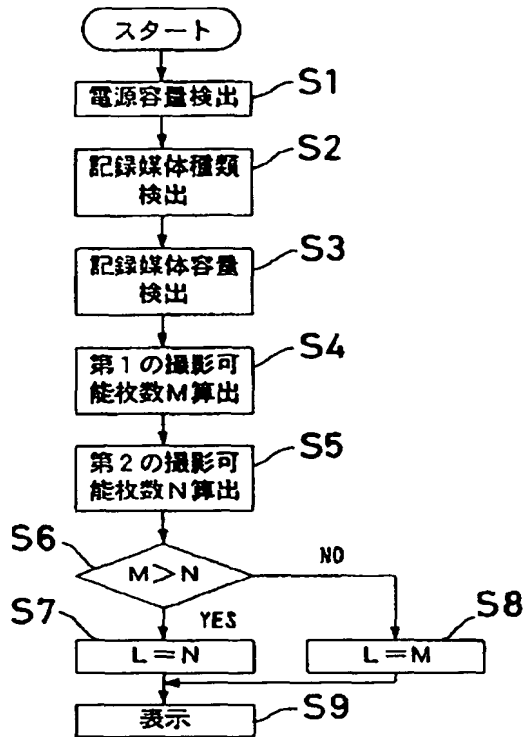 スタート
電源容量検出
S1
記録媒体種類
検出
S2
記録媒体容量
検出
S3
第1の撮影可
能枚数M算出
S4
第2の撮影可
能枚数N算出
S5
S6
M>N
NO
YES
S7
L=N
L=M
S8
表示
S9